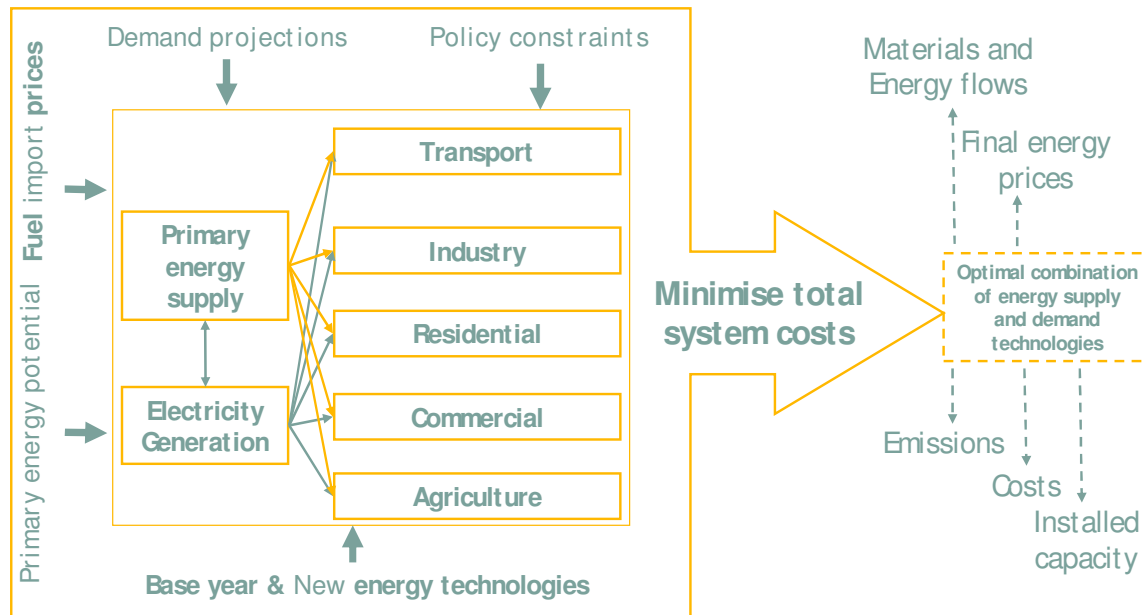 Demand projections
Policy constraints
Fuel import prices
Primary energy potential
Transport
Primary
energy
supply
Industry
Residential
Electricity
Generation
Commercial
Agriculture
Base year & New energy technologies
Minimise total
system costs
Materials and
Energy flows
Final energy
prices
Optimal combination
of energy supply
and demand
technologies
Emissions
Costs
Installed
capacity